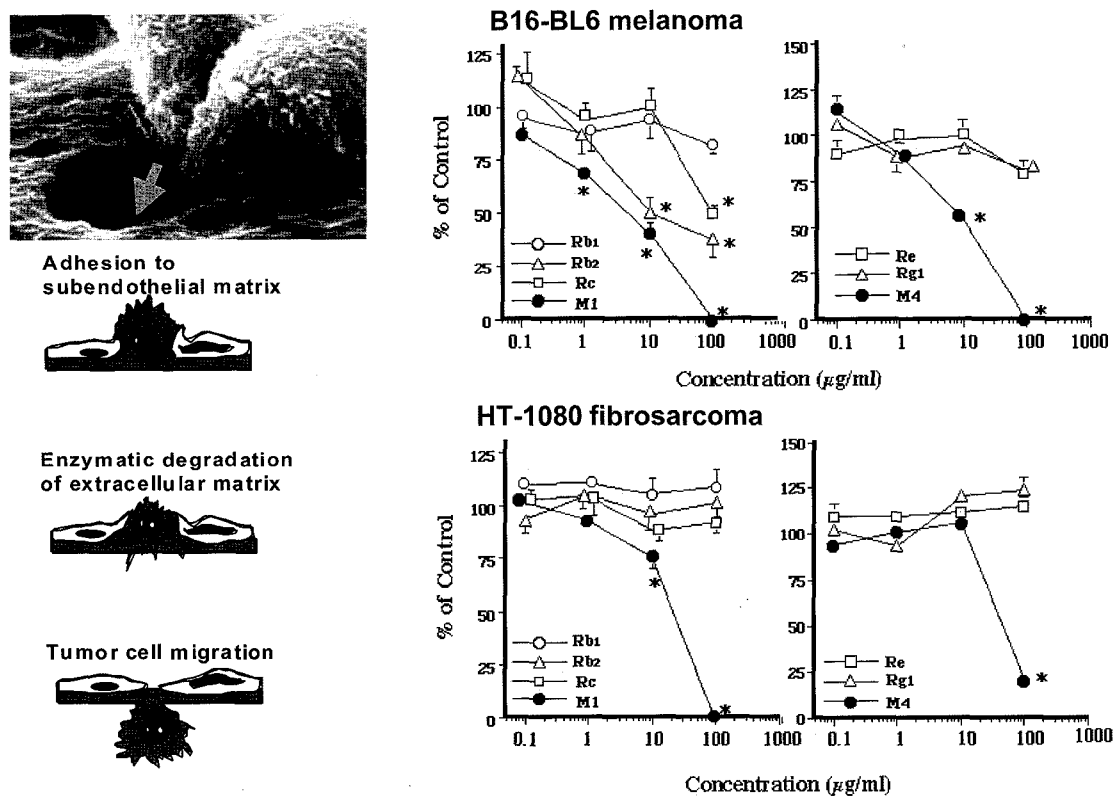 Adhesion to
subendothelial matrix
Enzymatic degradation
of extracellular matrix
Tumor cell migration
B16-BL6 melanoma
% of Control
125
100
75
50
25
0
0.1 1 10 100 1000
Rb1
Rb2
Rc
M1
* * * * * *
150
125
100
75
50
25
0
0.1 1 10 100 1000
Re
Rg1
M4
* *
Concentration (µg/ml)
HT-1080 fibrosarcoma
% of Control
125
100
75
50
25
0
0.1 1 10 100 1000
Rb1
Rb2
Rc
M1
* *
150
125
100
75
50
25
0
0.1 1 10 100 1000
Re
Rg1
M4
*
Concentration (µg/ml)